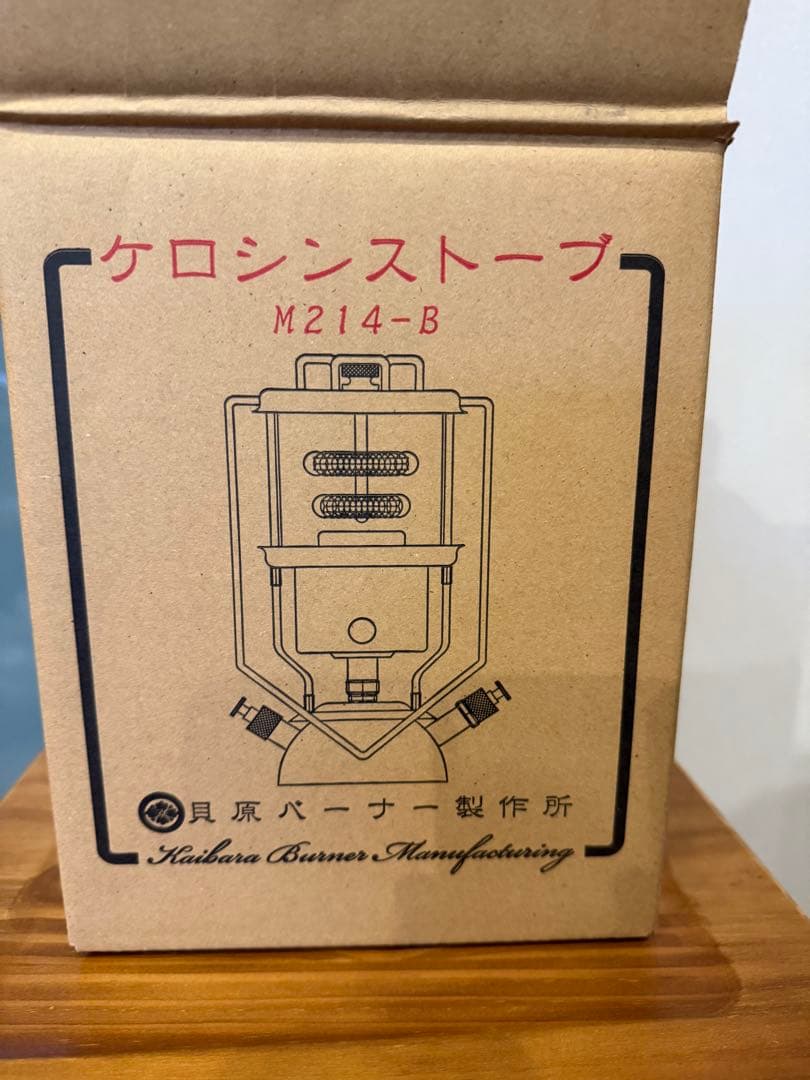 ケロシンストーブ
M214-B
貝原バーナー製作所
Kaibara Burner Manufacturing